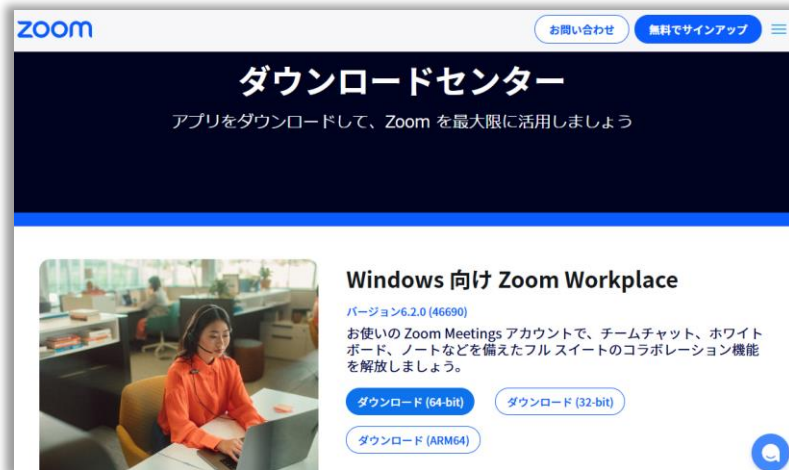 zoom
お問い合わせ
無料でサインアップ
ダウンロードセンター
アプリをダウンロードして、Zoom を最大限に活用しましょう
Windows 向け Zoom Workplace
バージョン6.2.0 (46690)
お使いの Zoom Meetings アカウントで、チームチャット、ホワイト
ボード、ノートなどを備えたフル スイートのコラボレーション機能
を解放しましょう。
ダウンロード (64-bit)
ダウンロード (32-bit)
ダウンロード (ARM64)